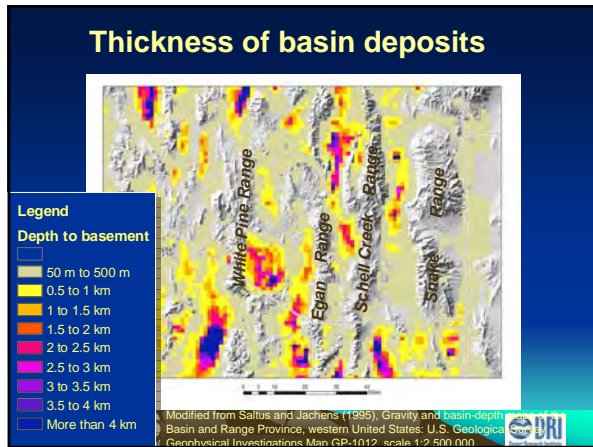 Thickness of basin deposits
White Pine Range
Egan Range
Schell Creek Range
Snake Range
Legend
Depth to basement
50 m to 500 m
0.5 to 1 km
1 to 1.5 km
1.5 to 2 km
2 to 2.5 km
2.5 to 3 km
3 to 3.5 km
3.5 to 4 km
More than 4 km
Modified from Saltus and Jachens (1995), Gravity and basin-depth of the
Basin and Range Province, western United States: U.S. Geological Survey
Geophysical Investigations Map GP-1012, scale 1:2 500 000
DRI